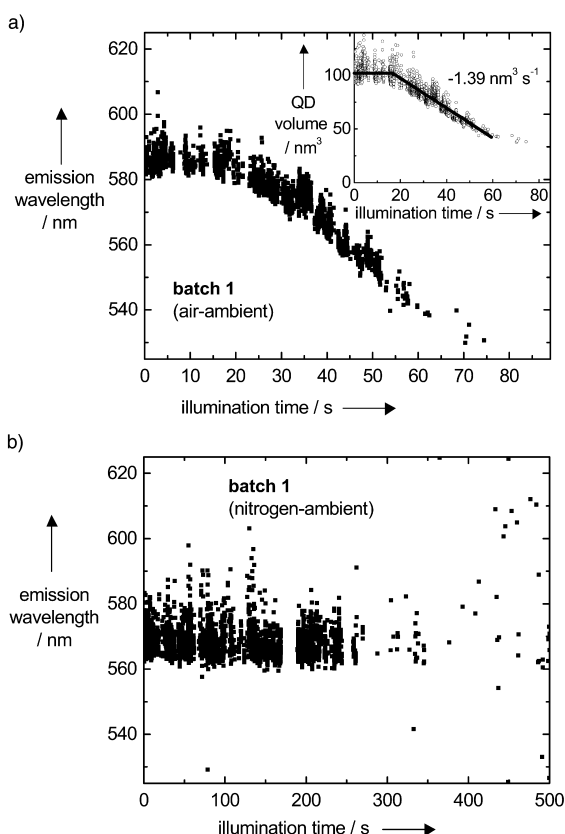 a)
620
600
580
560
540
emission
wavelength
/ nm
batch 1
(air-ambient)
0 10 20 30 40 50 60 70 80
illumination time / s
QD
volume
/ nm³
100
50
0
-1.39 nm³ s⁻¹
0 20 40 60 80
illumination time / s
b)
620
600
580
560
540
emission
wavelength
/ nm
batch 1
(nitrogen-ambient)
0 100 200 300 400 500
illumination time / s